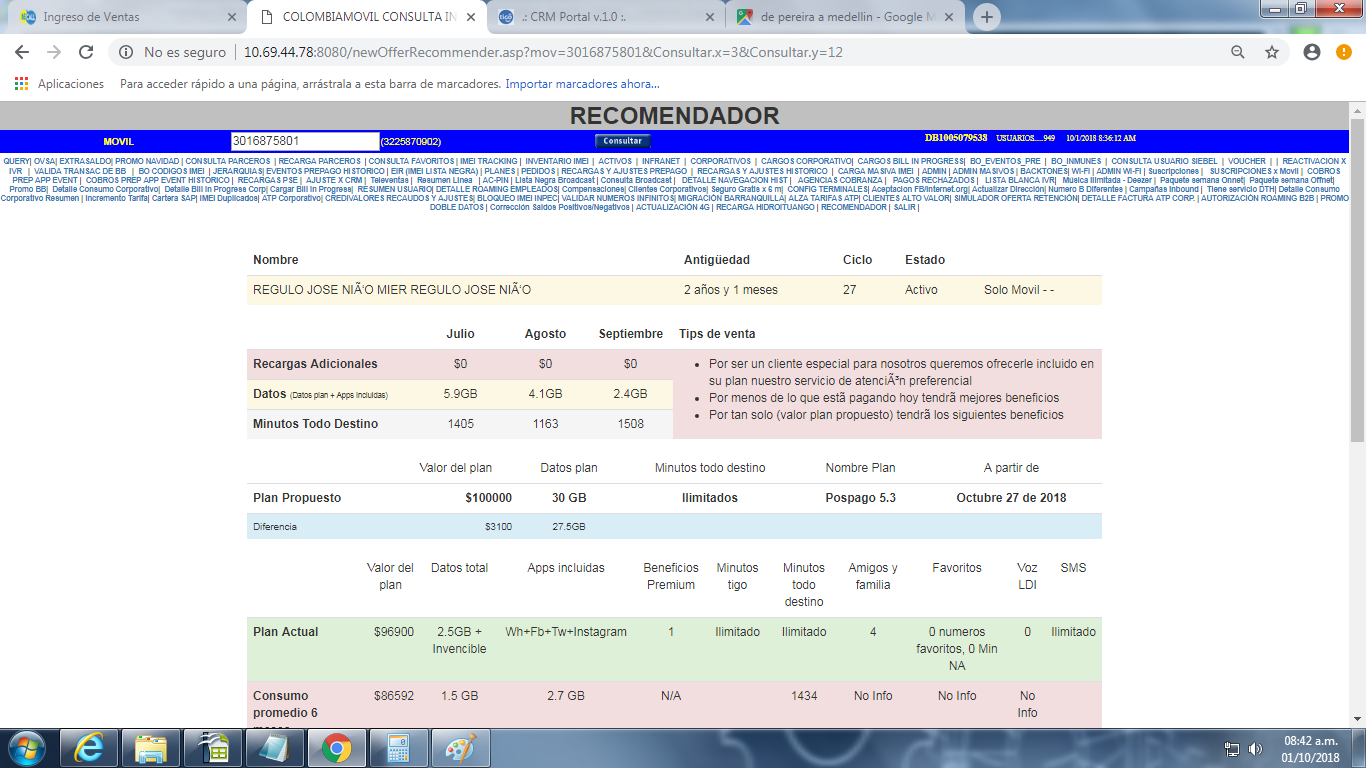 Ingreso de Ventas
COLOMBIAMOVIL CONSULTA IN
.: CRM Portal v.1.0 :.
de pereira a medellin - Google M
No es seguro | 10.69.44.78:8080/newOfferRecommender.asp?mov=3016875801&Consultar.x=3&Consultar.y=12
Aplicaciones Para acceder rápido a una página, arrástrala a esta barra de marcadores. Importar marcadores ahora...
RECOMENDADOR
MOVIL 3016875801 (3225870902) Consultar DB1005079538 USUARIOS.....949 10/1/2018 8:36:12 AM
QUERY| OVSA| EXTRASALDO| PROMO NAVIDAD | CONSULTA PARCEROS | RECARGA PARCEROS | CONSULTA FAVORITOS | IMEI TRACKING | INVENTARIO IMEI | ACTIVOS | INFRANET | CORPORATIVOS | CARGOS CORPORATIVO| CARGOS BILL IN PROGRESS| BO_EVENTOS_PRE | BO_INMUNES | CONSULTA USUARIO SIEBEL | VOUCHER | | REACTIVACION X
IVR | VALIDA TRANSAC DE BB | BO CODIGOS IMEI | JERARQUIAS| EVENTOS PREPAGO HISTORICO | EIR (IMEI LISTA NEGRA) | PLANES | PEDIDOS | RECARGAS Y AJUSTES PREPAGO | RECARGAS Y AJUSTES HISTORICO | CARGA MASIVA IMEI | ADMIN | ADMIN MASIVOS | BACKTONES| WI-FI | ADMIN WI-FI | Suscripciones | SUSCRIPCIONES x Movil | COBROS
PREP APP EVENT | COBROS PREP APP EVENT HISTORICO | RECARGAS PSE | AJUSTE X CRM | Televentas | Resumen Linea | AC-PIN | Lista Negra Broadcast | Consulta Broadcast | DETALLE NAVEGACION HIST | AGENCIAS COBRANZA | PAGOS RECHAZADOS | LISTA BLANCA IVR| Música Ilimitada - Deezer | Paquete semana Onnet| Paquete semana Offnet|
Promo BB| Detalle Consumo Corporativo| Detalle Bill In Progress Corp| Cargar Bill In Progress| RESUMEN USUARIO| DETALLE ROAMING EMPLEADOS| Compensaciones| Clientes Corporativos| Seguro Gratis x 6 m| CONFIG TERMINALES| Aceptacion FB/Internet.org| Actualizar Dirección| Numero B Diferentes | Campañas Inbound | Tiene servicio DTH| Detalle Consumo
Corporativo Resumen | Incremento Tarifa| Cartera SAP| IMEI Duplicados| ATP Corporativo| CREDIVALORES RECAUDOS Y AJUSTES| BLOQUEO IMEI INPEC| VALIDAR NUMEROS INFINITOS| MIGRACIÓN BARRANQUILLA| ALZA TARIFAS ATP| CLIENTES ALTO VALOR| SIMULADOR OFERTA RETENCIÓN| DETALLE FACTURA ATP CORP. | AUTORIZACIÓN ROAMING B2B | PROMO
DOBLE DATOS | Corrección Saldos Positivos/Negativos | ACTUALIZACIÓN 4G | RECARGA HIDROITUANGO | RECOMENDADOR | SALIR |
Nombre Antigüedad Ciclo Estado
REGULO JOSE NIÃ‘O MIER REGULO JOSE NIÃ‘O 2 años y 1 meses 27 Activo Solo Movil - -
Julio Agosto Septiembre Tips de venta
Recargas Adicionales $0 $0 $0
Datos (Datos plan + Apps incluidas) 5.9GB 4.1GB 2.4GB
Minutos Todo Destino 1405 1163 1508
• Por ser un cliente especial para nosotros queremos ofrecerle incluido en
su plan nuestro servicio de atenciÃ³n preferencial
• Por menos de lo que estã pagando hoy tendrã mejores beneficios
• Por tan solo (valor plan propuesto) tendrã los siguientes beneficios
Valor del plan Datos plan Minutos todo destino Nombre Plan A partir de
Plan Propuesto $100000 30 GB Ilimitados Pospago 5.3 Octubre 27 de 2018
Diferencia $3100 27.5GB
Valor del plan Datos total Apps incluidas Beneficios Premium Minutos tigo Minutos todo destino Amigos y familia Favoritos Voz LDI SMS
Plan Actual $96900 2.5GB + Invencible Wh+Fb+Tw+Instagram 1 Ilimitado Ilimitado 4 0 numeros favoritos, 0 Min NA 0 Ilimitado
Consumo promedio 6 $86592 1.5 GB 2.7 GB N/A 1434 No Info No Info No Info
08:42 a.m.
01/10/2018